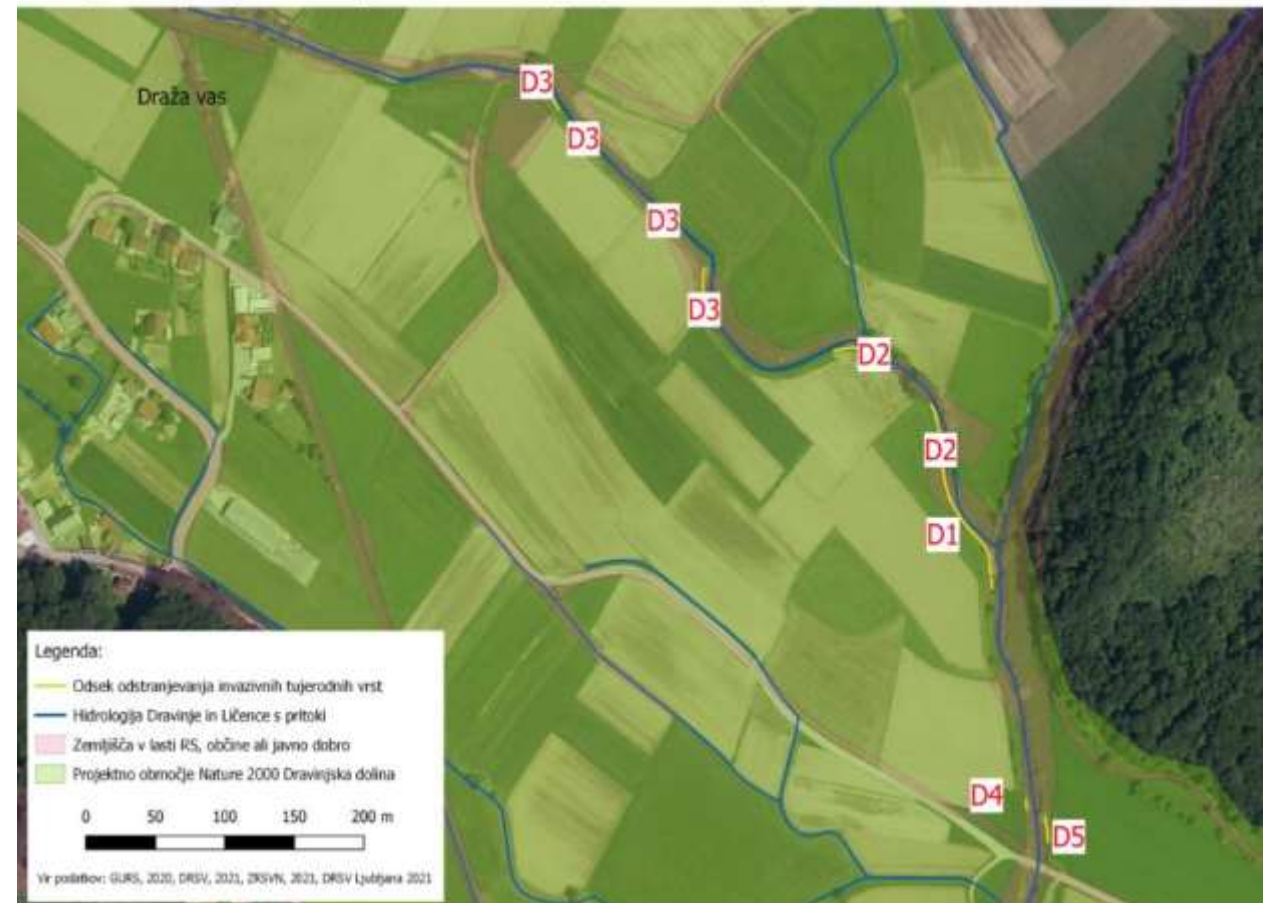 D3
Draža vas
D3
D3
D3
D2
D2
D1
Legenda:
Odsek odstranjevanja invazivnih tujerodnih vrst
Hidrologija Dravinje in Ličence s pritoki
Zemljišča v lasti RS, občine ali javno dobro
Projektno območje Nature 2000 Dravinjska dolina
0 50 100 150 200 m
Vir podatkov: GURS, 2020, DRSV, 2021, ZRSVN, 2021, DRSV Ljubljana 2021
D4
D5